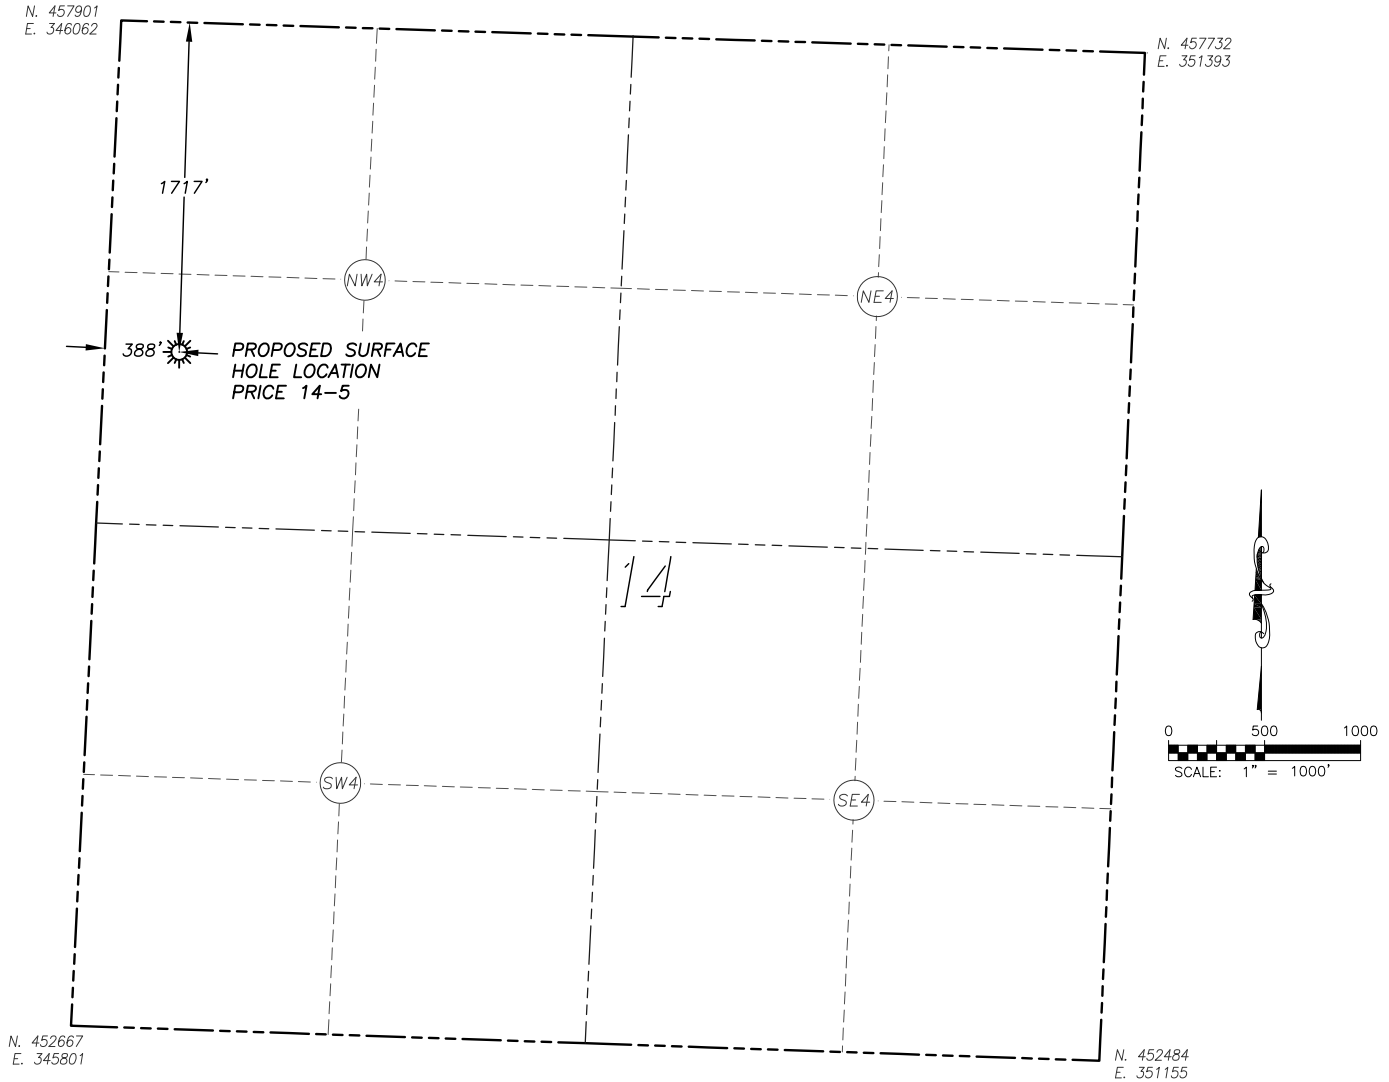 N. 457901
E. 346062
N. 457732
E. 351393
1717'
NW4
NE4
388'
PROPOSED SURFACE
HOLE LOCATION
PRICE 14-5
14
0 500 1000
SCALE: 1" = 1000'
SW4
SE4
N. 452667
E. 345801
N. 452484
E. 351155